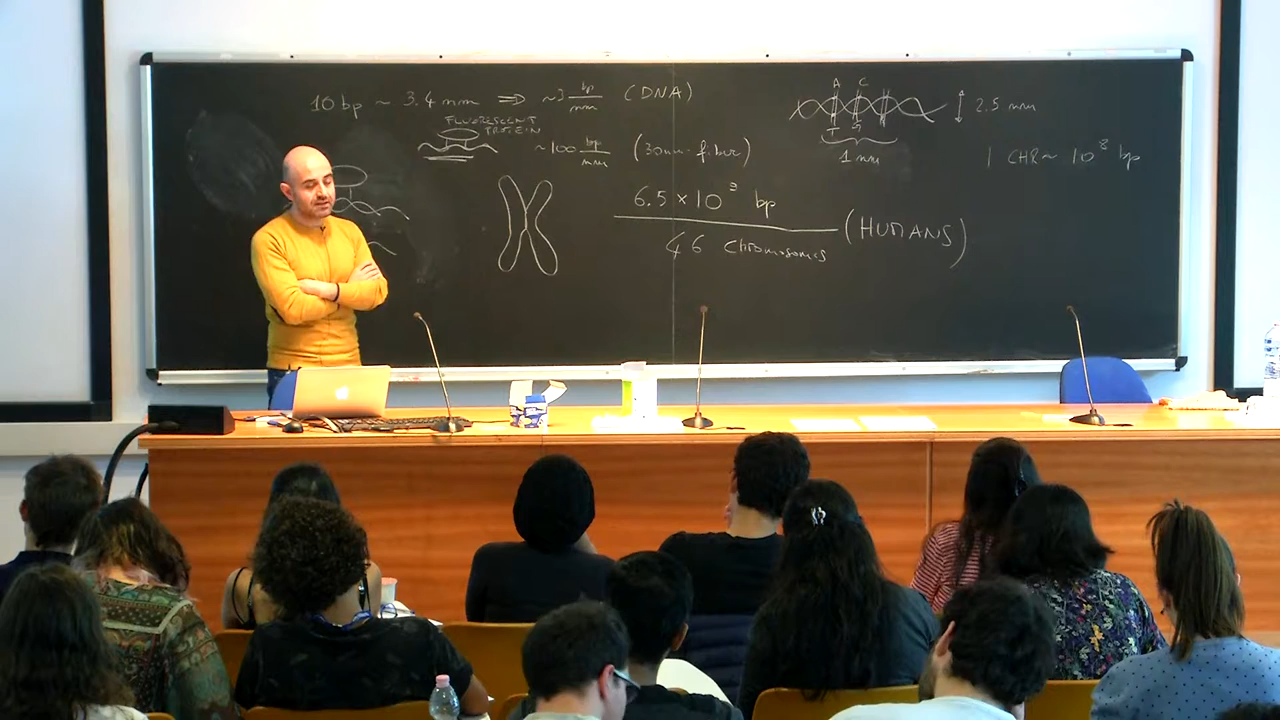 10 bp ~ 3.4 nm ⇒ ~3 bp/nm (DNA)
FLUORESCENT
PROTEIN
~100 bp/nm (30nm-fiber)
6.5 × 10⁹ bp
46 Chromosomes
(HUMANS)
A C
T G
1 nm
2.5 nm
1 CHR ~ 10⁸ bp